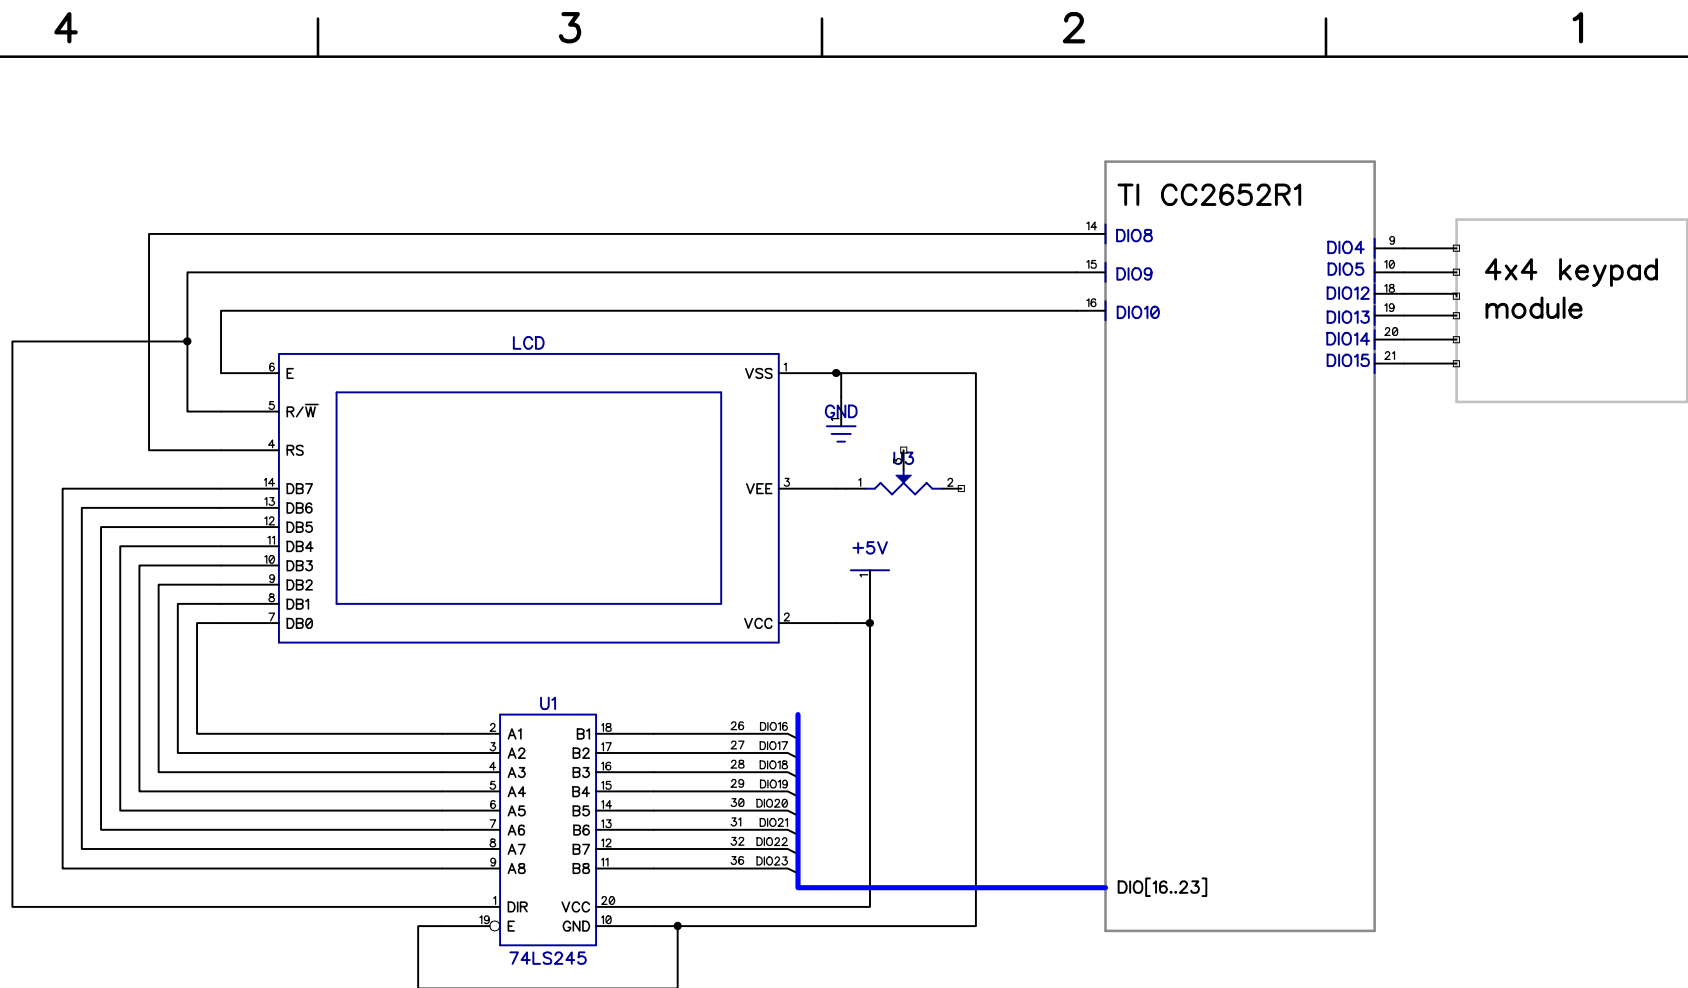 4 3 2 1
TI CC2652R1
14 DIO8
15 DIO9
16 DIO10
DIO4 9
DIO5 10
DIO12 18
DIO13 19
DIO14 20
DIO15 21
4x4 keypad
module
LCD
6 E
5 R/W
4 RS
14 DB7
13 DB6
12 DB5
11 DB4
10 DB3
9 DB2
8 DB1
7 DB0
VSS 1
GND
1
VEE 3
1 U3 2
+5V
1
VCC 2
U1
2 A1 B1 18 26 DIO16
3 A2 B2 17 27 DIO17
4 A3 B3 16 28 DIO18
5 A4 B4 15 29 DIO19
6 A5 B5 14 30 DIO20
7 A6 B6 13 31 DIO21
8 A7 B7 12 32 DIO22
9 A8 B8 11 36 DIO23
DIO[16..23]
1 DIR VCC 20
19 E GND 10
74LS245